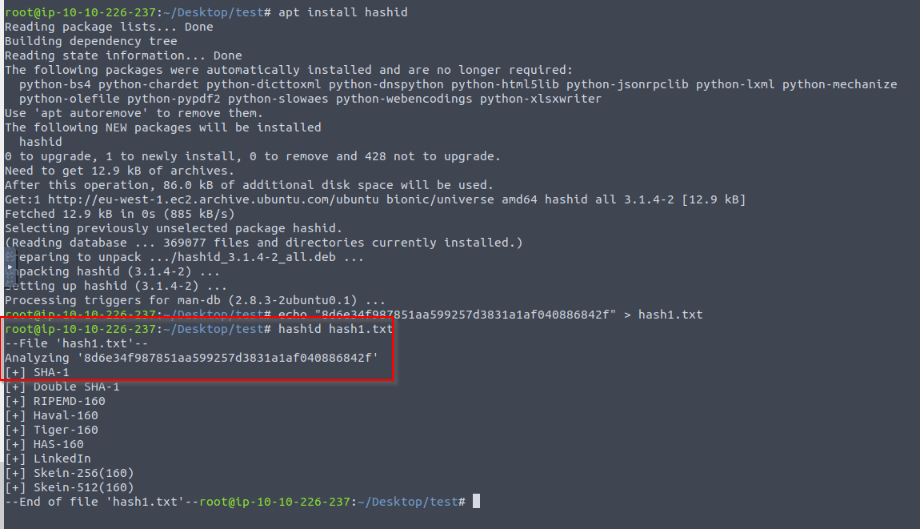 root@ip-10-10-226-237:~/Desktop/test# apt install hashid
Reading package lists... Done
Building dependency tree
Reading state information... Done
The following packages were automatically installed and are no longer required:
  python-bs4 python-chardet python-dicttoxml python-dnspython python-html5lib python-jsonrpclib python-lxml python-mechanize
  python-olefile python-pypdf2 python-slowaes python-webencodings python-xlsxwriter
Use 'apt autoremove' to remove them.
The following NEW packages will be installed
  hashid
0 to upgrade, 1 to newly install, 0 to remove and 428 not to upgrade.
Need to get 12.9 kB of archives.
After this operation, 86.0 kB of additional disk space will be used.
Get:1 http://eu-west-1.ec2.archive.ubuntu.com/ubuntu bionic/universe amd64 hashid all 3.1.4-2 [12.9 kB]
Fetched 12.9 kB in 0s (885 kB/s)
Selecting previously unselected package hashid.
(Reading database ... 369077 files and directories currently installed.)
reparing to unpack .../hashid_3.1.4-2_all.deb ...
packing hashid (3.1.4-2) ...
etting up hashid (3.1.4-2) ...
Processing triggers for man-db (2.8.3-2ubuntu0.1) ...
root@ip-10-10-226-237:~/Desktop/test# echo "8d6e34f987851aa599257d3831a1af040886842f" > hash1.txt
root@ip-10-10-226-237:~/Desktop/test# hashid hash1.txt
--File 'hash1.txt'--
Analyzing '8d6e34f987851aa599257d3831a1af040886842f'
[+] SHA-1
[+] Double SHA-1
[+] RIPEMD-160
[+] Haval-160
[+] Tiger-160
[+] HAS-160
[+] LinkedIn
[+] Skein-256(160)
[+] Skein-512(160)
--End of file 'hash1.txt'--root@ip-10-10-226-237:~/Desktop/test#